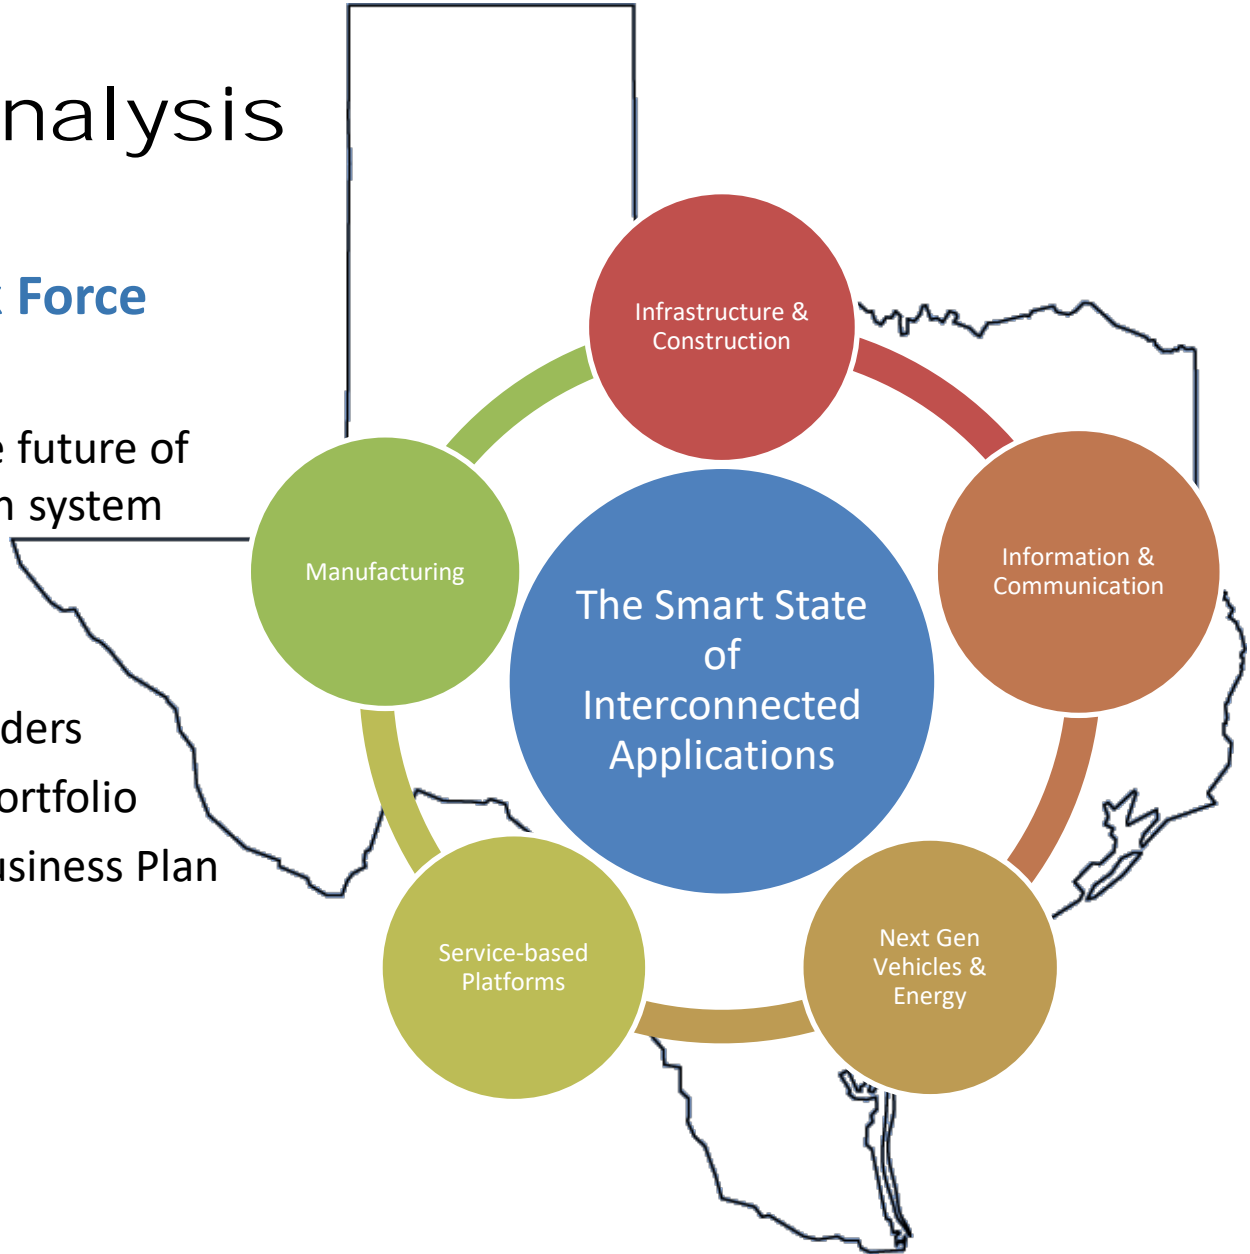 nalysis
Force
future of
system
ders
ortfolio
usiness Plan
Infrastructure &
Construction
Information &
Communication
Next Gen
Vehicles &
Energy
Service-based
Platforms
Manufacturing
The Smart State
of
Interconnected
Applications